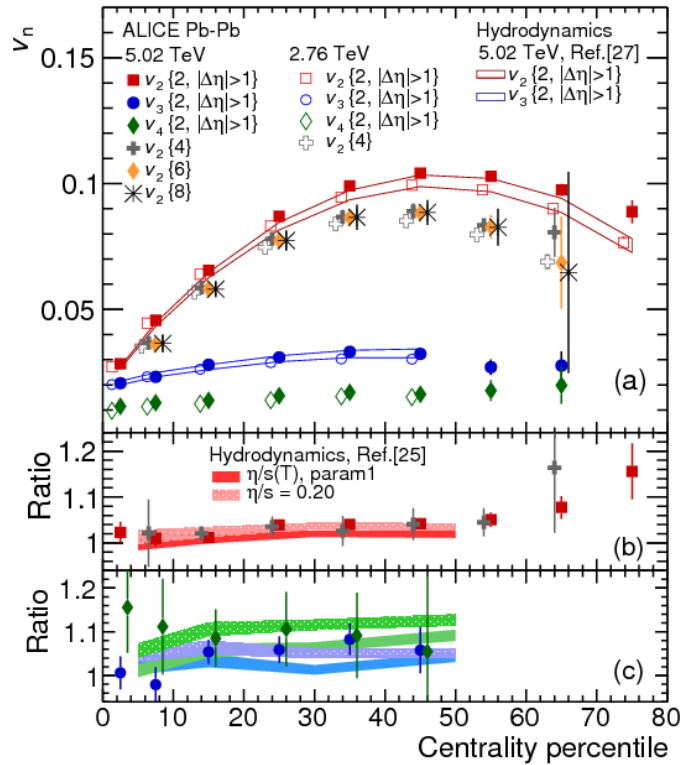 v_n
0.15
0.1
0.05
ALICE Pb-Pb
5.02 TeV
v_2{2, |Δη|>1}
v_3{2, |Δη|>1}
v_4{2, |Δη|>1}
v_2{4}
v_2{6}
v_2{8}
2.76 TeV
v_2{2, |Δη|>1}
v_3{2, |Δη|>1}
v_4{2, |Δη|>1}
v_2{4}
Hydrodynamics
5.02 TeV, Ref.[27]
v_2{2, |Δη|>1}
v_3{2, |Δη|>1}
(a)
Ratio
1.2
1.1
1
Hydrodynamics, Ref.[25]
η/s(T), param1
η/s = 0.20
(b)
Ratio
1.2
1.1
1
(c)
0 10 20 30 40 50 60 70 80
Centrality percentile